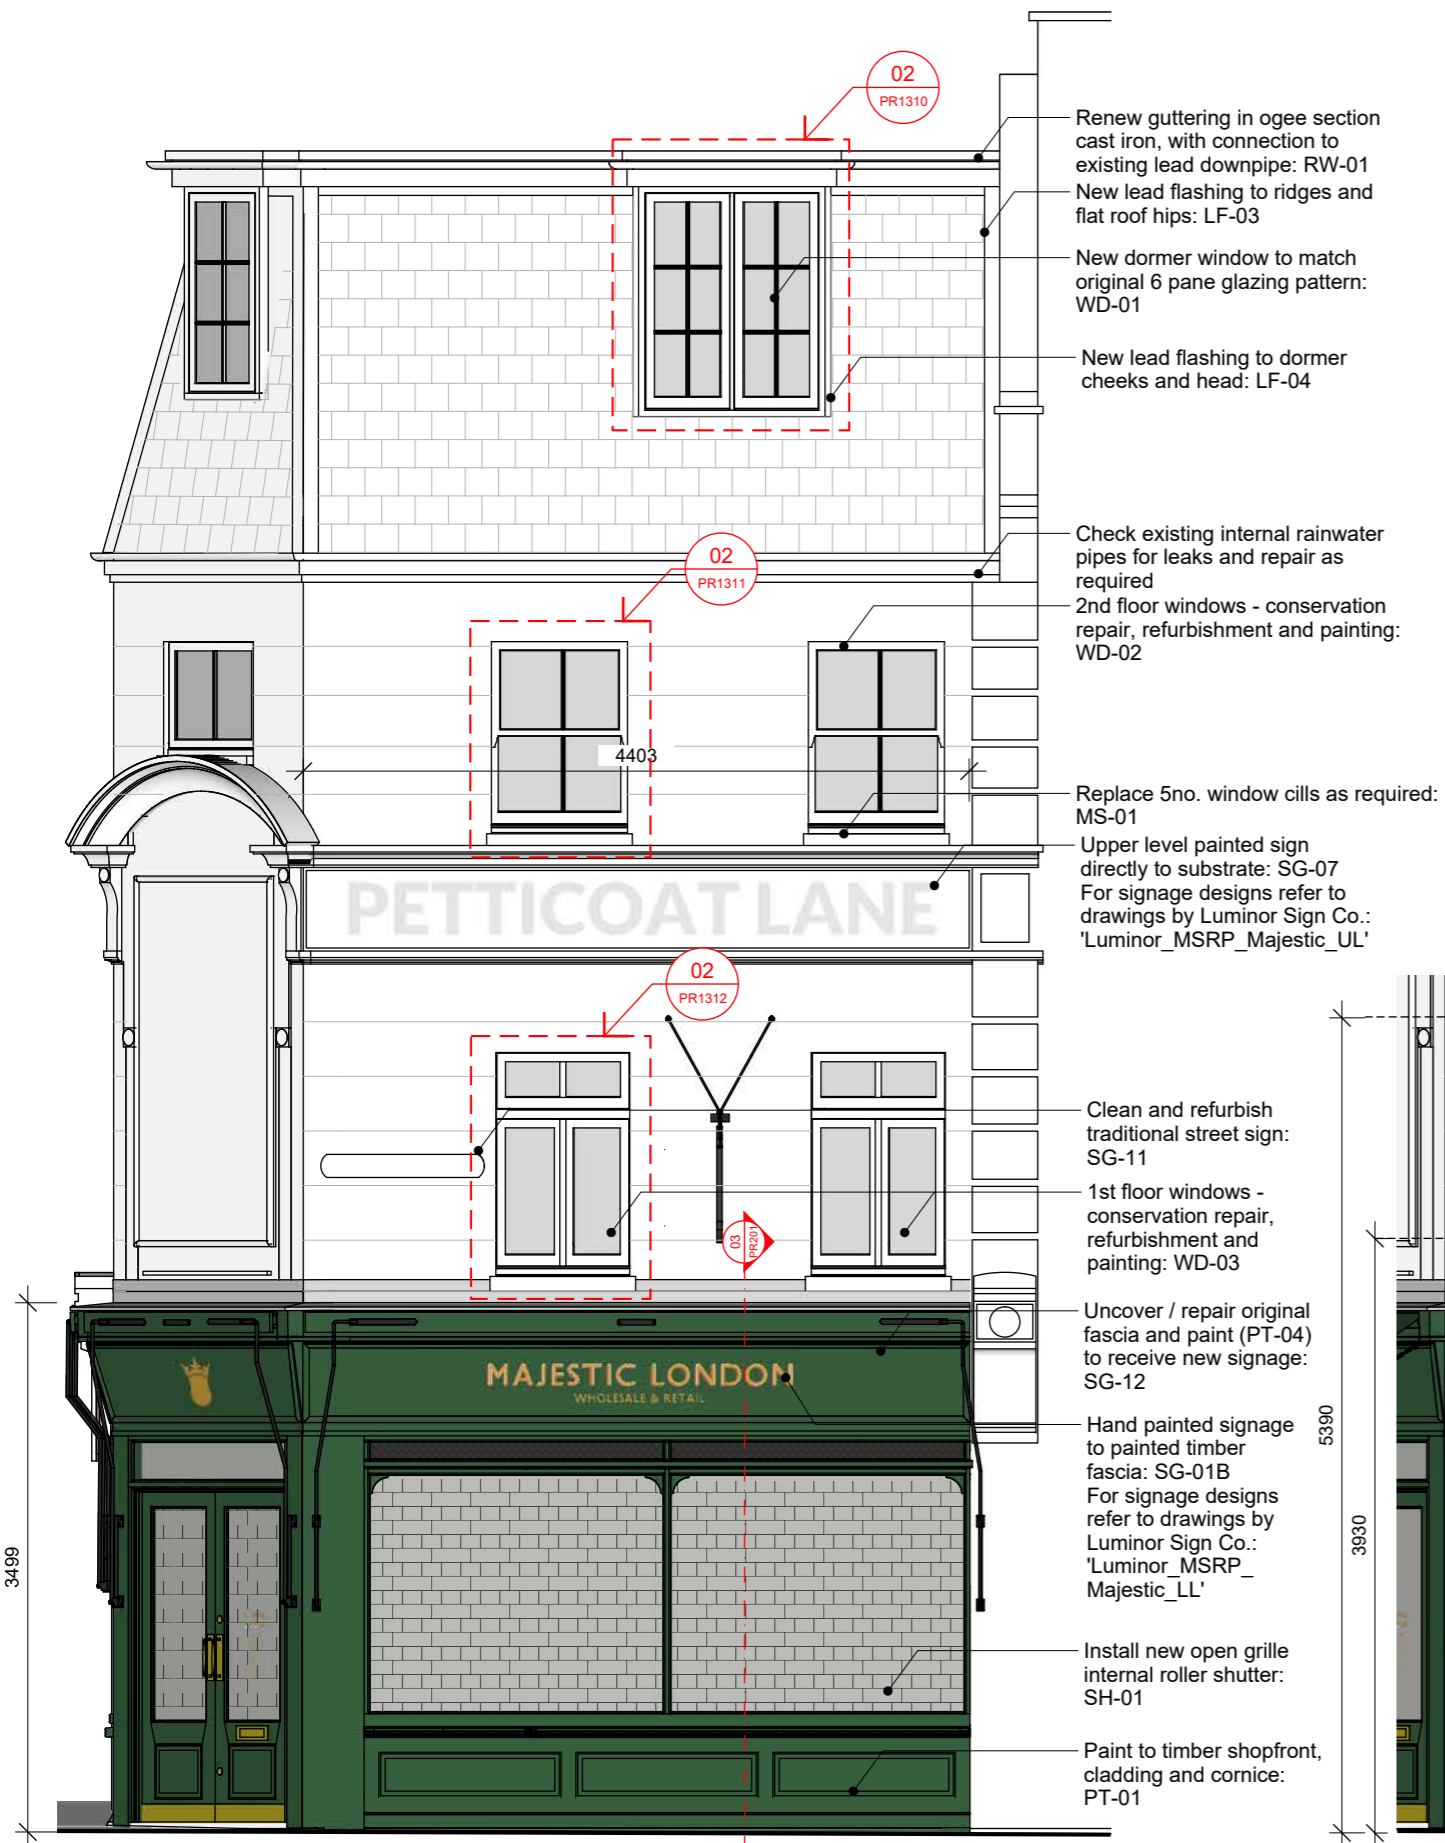 02
PR1310
Renew guttering in ogee section
cast iron, with connection to
existing lead downpipe: RW-01
New lead flashing to ridges and
flat roof hips: LF-03
New dormer window to match
original 6 pane glazing pattern:
WD-01
New lead flashing to dormer
cheeks and head: LF-04
02
PR1311
Check existing internal rainwater
pipes for leaks and repair as
required
2nd floor windows - conservation
repair, refurbishment and painting:
WD-02
4403
Replace 5no. window cills as required:
MS-01
Upper level painted sign
directly to substrate: SG-07
For signage designs refer to
drawings by Luminor Sign Co.:
'Luminor_MSRP_Majestic_UL'
PETTICOAT LANE
02
PR1312
Clean and refurbish
traditional street sign:
SG-11
1st floor windows -
conservation repair,
refurbishment and
painting: WD-03
03
PR201
Uncover / repair original
fascia and paint (PT-04)
to receive new signage:
SG-12
MAJESTIC LONDON
WHOLESALE & RETAIL
Hand painted signage
to painted timber
fascia: SG-01B
For signage designs
refer to drawings by
Luminor Sign Co.:
'Luminor_MSRP_
Majestic_LL'
5390
3930
3499
Install new open grille
internal roller shutter:
SH-01
Paint to timber shopfront,
cladding and cornice:
PT-01